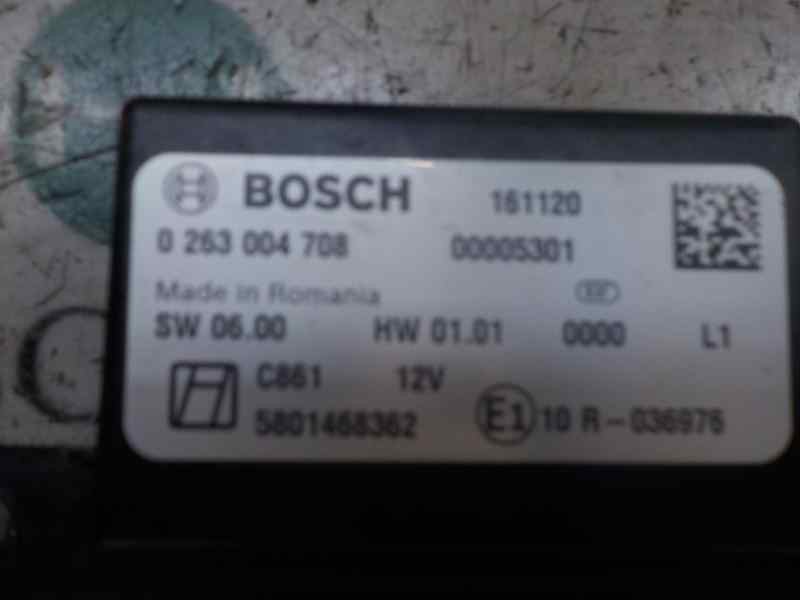 BOSCH 161120
0 263 004 708 00005301
Made in Romania
SW 06.00 HW 01.01 0000 L1
C861 12V
5801468362 E1 10 R-036976